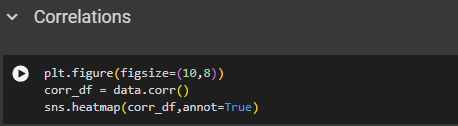 Correlations
plt.figure(figsize=(10,8))
corr_df = data.corr()
sns.heatmap(corr_df,annot=True)